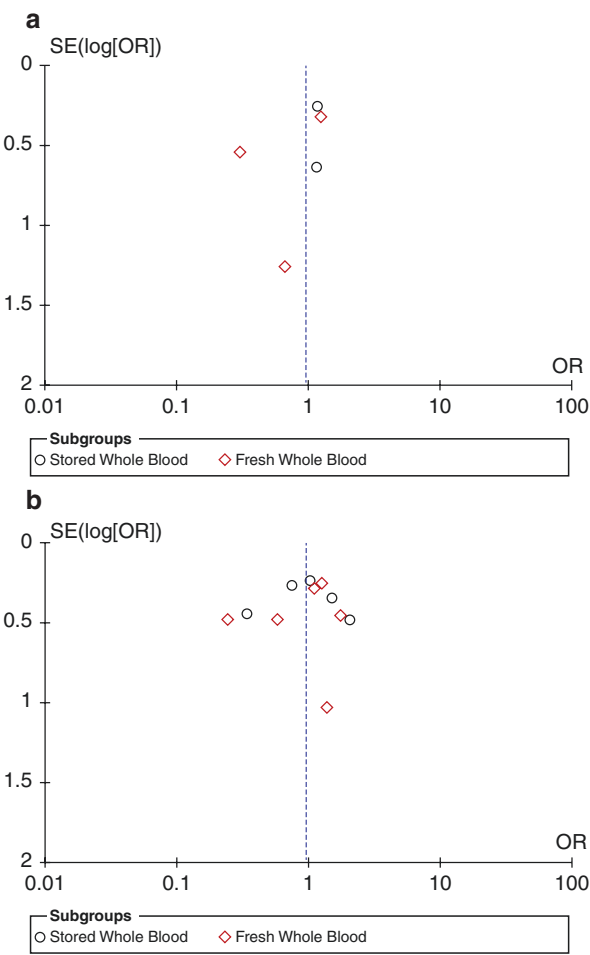 a
SE(log[OR])
0
0.5
1
1.5
2
OR
0.01 0.1 1 10 100
Subgroups
Stored Whole Blood Fresh Whole Blood
b
SE(log[OR])
0
0.5
1
1.5
2
OR
0.01 0.1 1 10 100
Subgroups
Stored Whole Blood Fresh Whole Blood